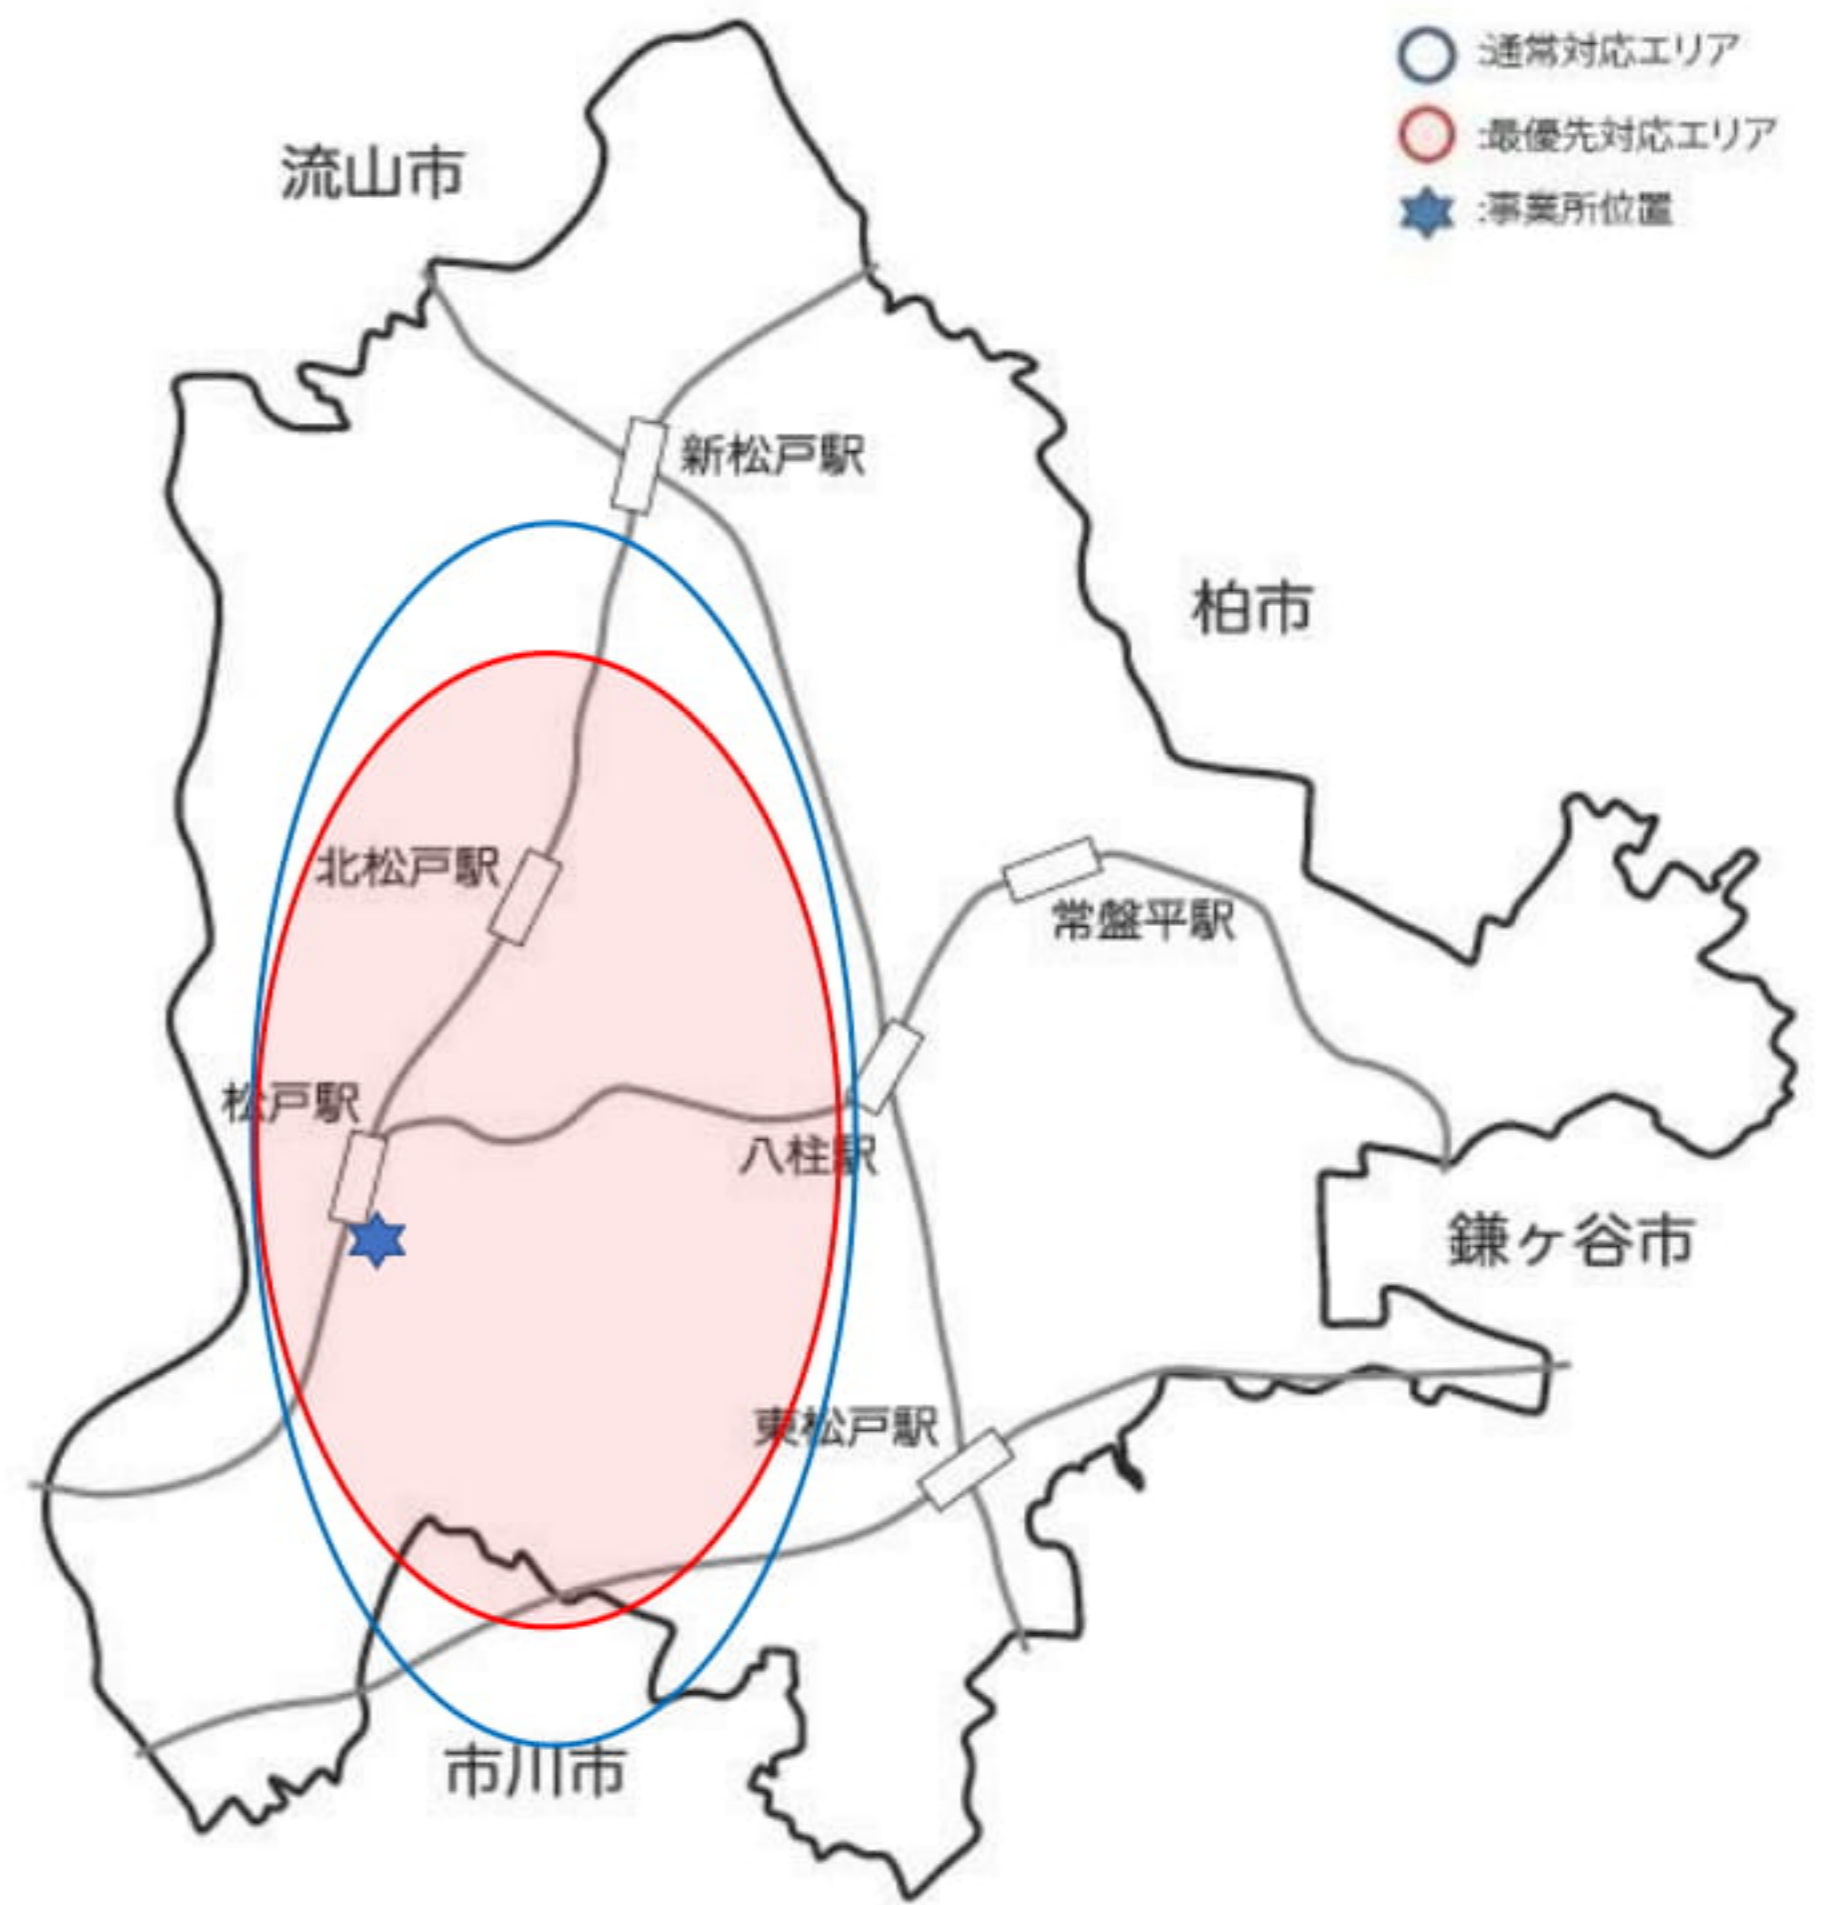 :通常対応エリア
:最優先対応エリア
:事業所位置
流山市
新松戸駅
柏市
北松戸駅
常盤平駅
松戸駅
八柱駅
鎌ヶ谷市
東松戸駅
市川市